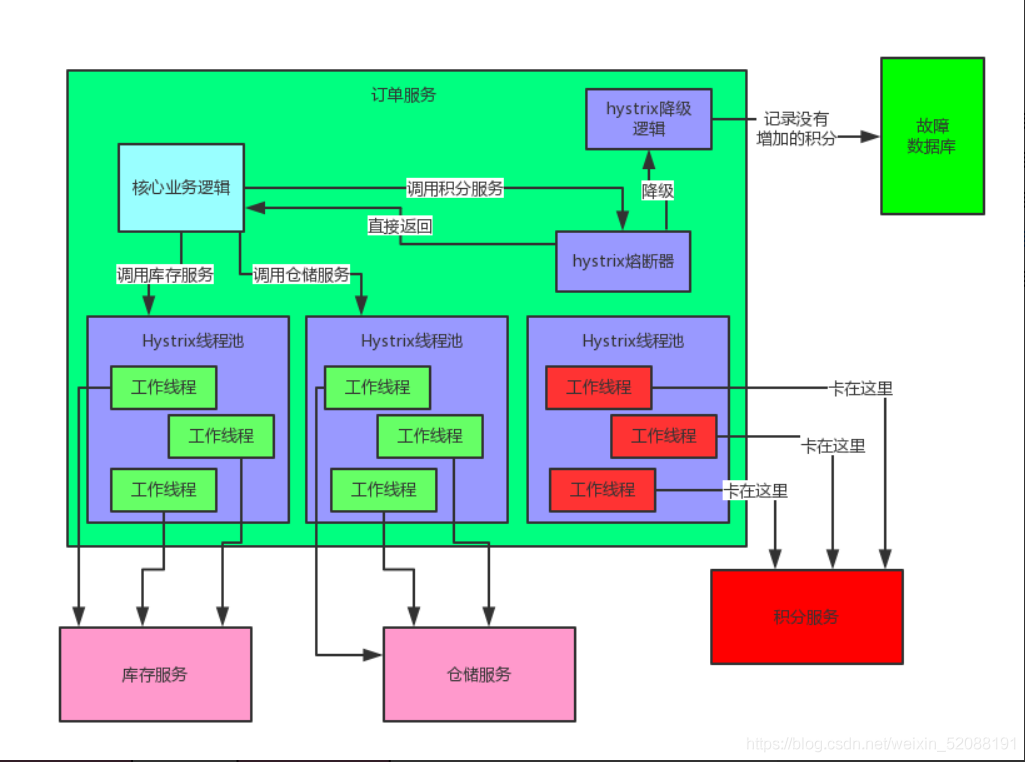 订单服务
hystrix降级
逻辑
记录没有
增加的积分
故障
数据库
核心业务逻辑
调用积分服务
降级
直接返回
hystrix熔断器
调用库存服务
调用仓储服务
Hystrix线程池
Hystrix线程池
Hystrix线程池
工作线程
工作线程
工作线程
卡在这里
工作线程
工作线程
工作线程
卡在这里
工作线程
工作线程
工作线程
卡在这里
积分服务
库存服务
仓储服务
https://blog.csdn.net/weixin_52088191